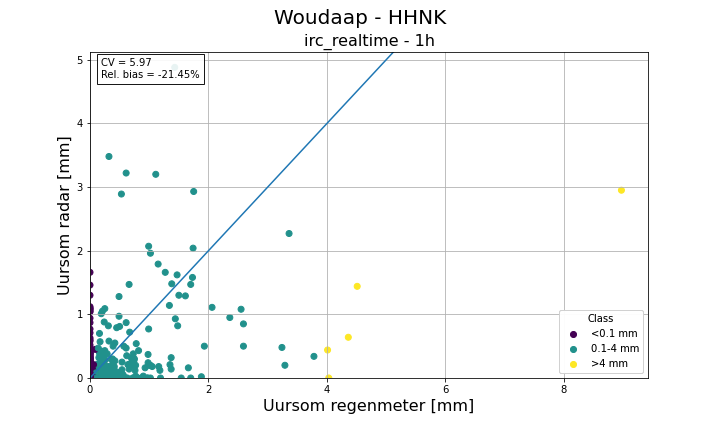 Woudaap - HHNK
irc_realtime - 1h
CV = 5.97
Rel. bias = -21.45%
Uursom radar [mm]
5
4
3
2
1
0
0 2 4 6 8
Uursom regenmeter [mm]
Class
<0.1 mm
0.1-4 mm
>4 mm